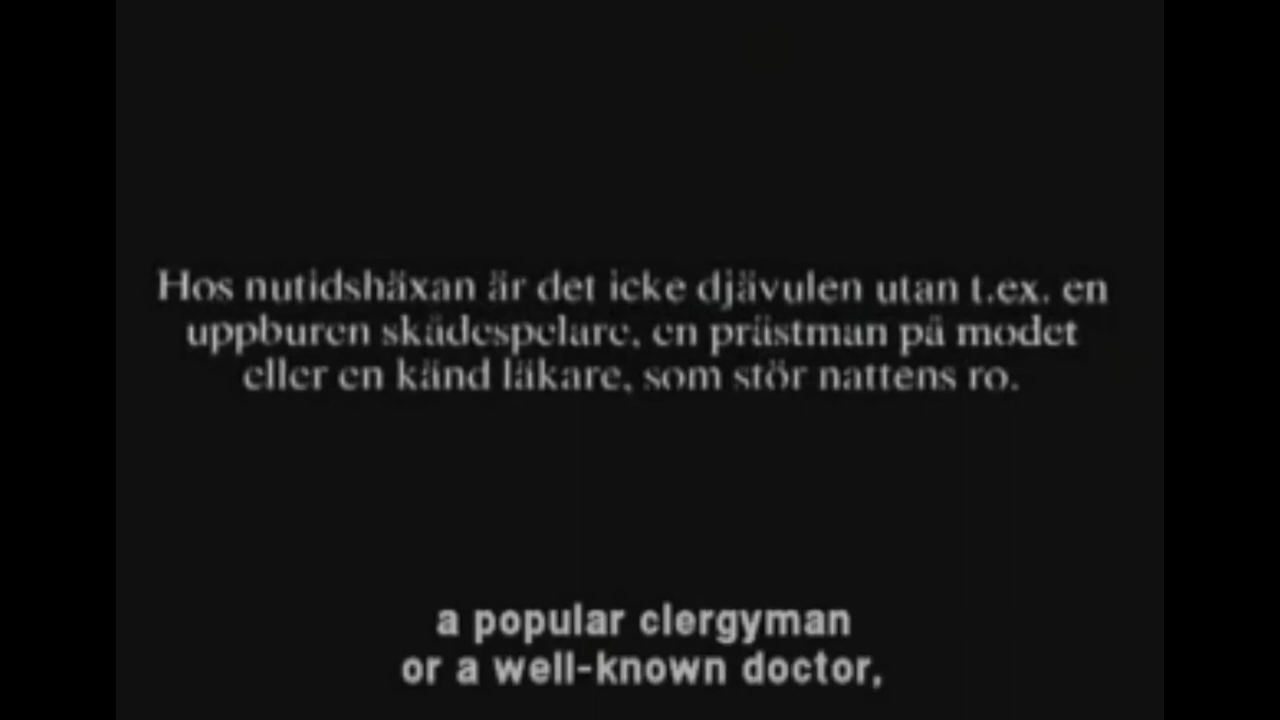 Hos nutidshäxan är det icke djävulen utan t.ex. en
uppburen skådespelare, en prästman på modet
eller en känd läkare, som stör nattens ro.
a popular clergyman
or a well-known doctor,